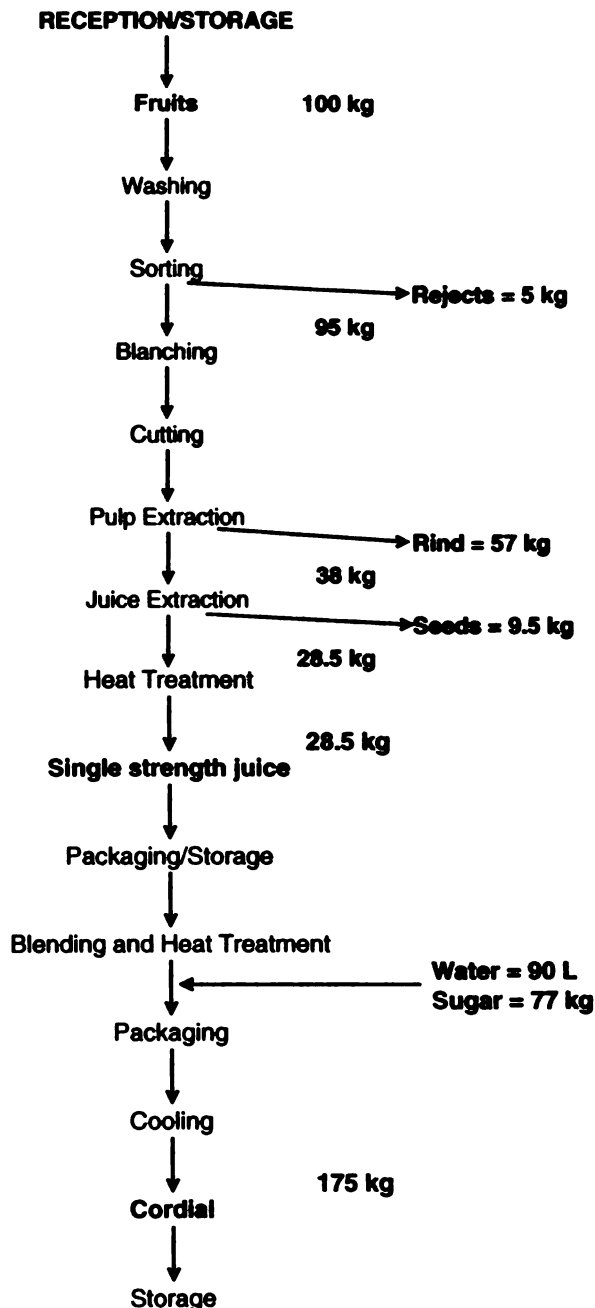 RECEPTION/STORAGE
Fruits 100 kg
Washing
Sorting
Rejects = 5 kg
95 kg
Blanching
Cutting
Pulp Extraction
Rind = 57 kg
38 kg
Juice Extraction
Seeds = 9.5 kg
28.5 kg
Heat Treatment
28.5 kg
Single strength juice
Packaging/Storage
Blending and Heat Treatment
Water = 90 L
Sugar = 77 kg
Packaging
Cooling
175 kg
Cordial
Storage